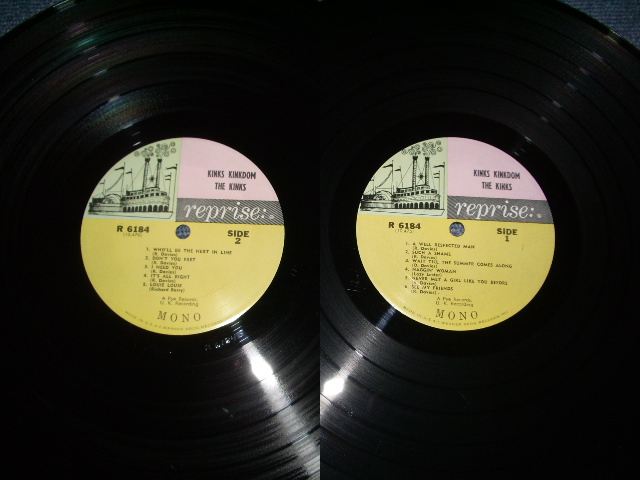 KINKS KINKDOM
THE KINKS
reprise:.
R 6184
SIDE
2
1. WHO'LL BE THE NEXT IN LINE
(R. Davies)
2. DON'T YOU FRET
(R. Davies)
3. I NEED YOU
(R. Davies)
4. IT'S ALL RIGHT
(R. Davies)
5. LOUIE LOUIE
(Richard Berry)
A Pye Records,
U. K. Recording
MONO
KINKS KINKDOM
THE KINKS
reprise:.
R 6184
SIDE
1
1. A WELL RESPECTED MAN
(R. Davies)
2. SUCH A SHAME
(R. Davies)
3. WAIT TILL THE SUMMER COMES ALONG
4. NAGGIN' WOMAN
5. NEVER MET A GIRL LIKE YOU BEFORE
(R. Davies)
6. SEE MY FRIENDS
(R. Davies)
A Pye Records,
U. K. Recording
MONO